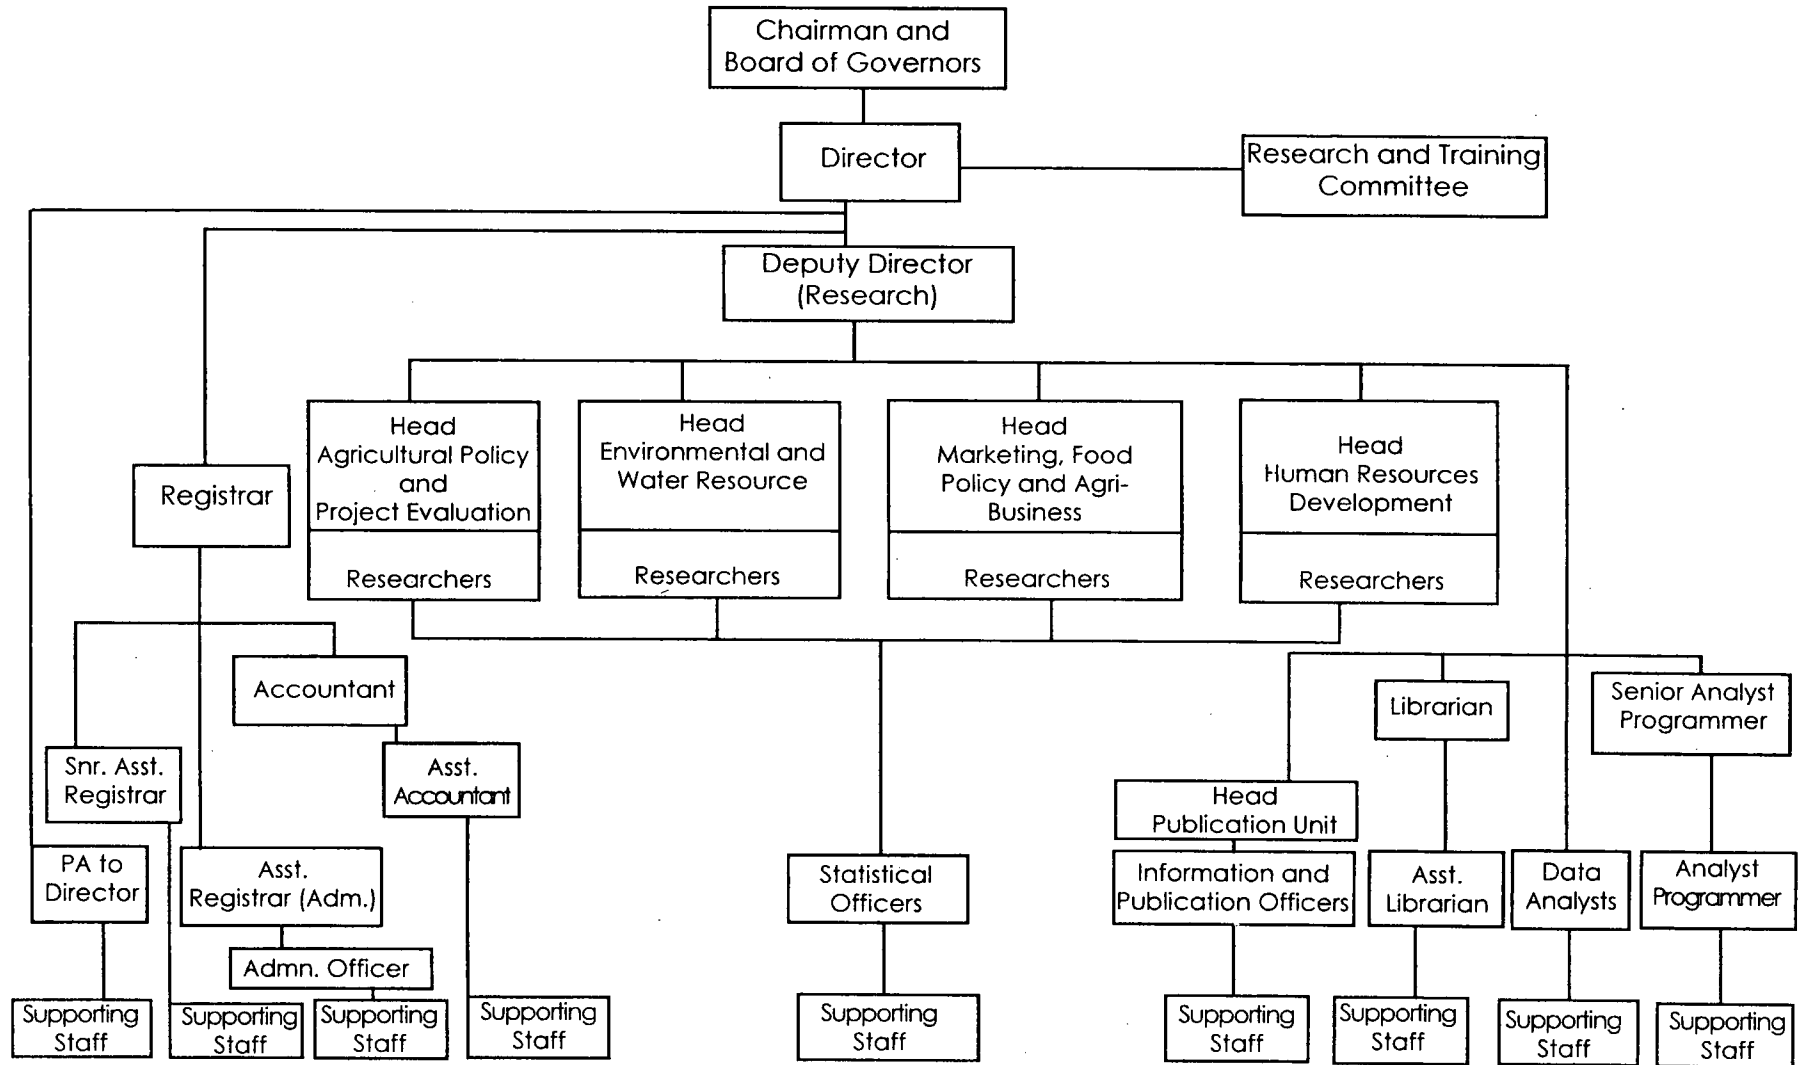 Chairman and
Board of Governors
Director
Research and Training
Committee
Deputy Director
(Research)
Head
Agricultural Policy
and
Project Evaluation
Researchers
Head
Environmental and
Water Resource
Researchers
Head
Marketing, Food
Policy and Agri-
Business
Researchers
Head
Human Resources
Development
Researchers
Registrar
Accountant
Asst.
Accountant
Snr. Asst.
Registrar
PA to
Director
Asst.
Registrar (Adm.)
Admn. Officer
Statistical
Officers
Librarian
Senior Analyst
Programmer
Head
Publication Unit
Information and
Publication Officers
Asst.
Librarian
Data
Analysts
Analyst
Programmer
Supporting
Staff
Supporting
Staff
Supporting
Staff
Supporting
Staff
Supporting
Staff
Supporting
Staff
Supporting
Staff
Supporting
Staff
Supporting
Staff